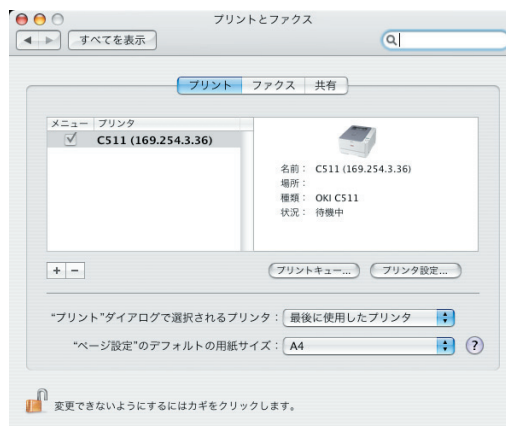 プリントとファクス
すべてを表示
プリント ファクス 共有
メニュー プリンタ
C511 (169.254.3.36)
名前： C511 (169.254.3.36)
場所：
種類： OKI C511
状況： 待機中
+ −
プリントキュー... プリンタ設定...
"プリント"ダイアログで選択されるプリンタ： 最後に使用したプリンタ
"ページ設定"のデフォルトの用紙サイズ： A4 ?
変更できないようにするにはカギをクリックします。